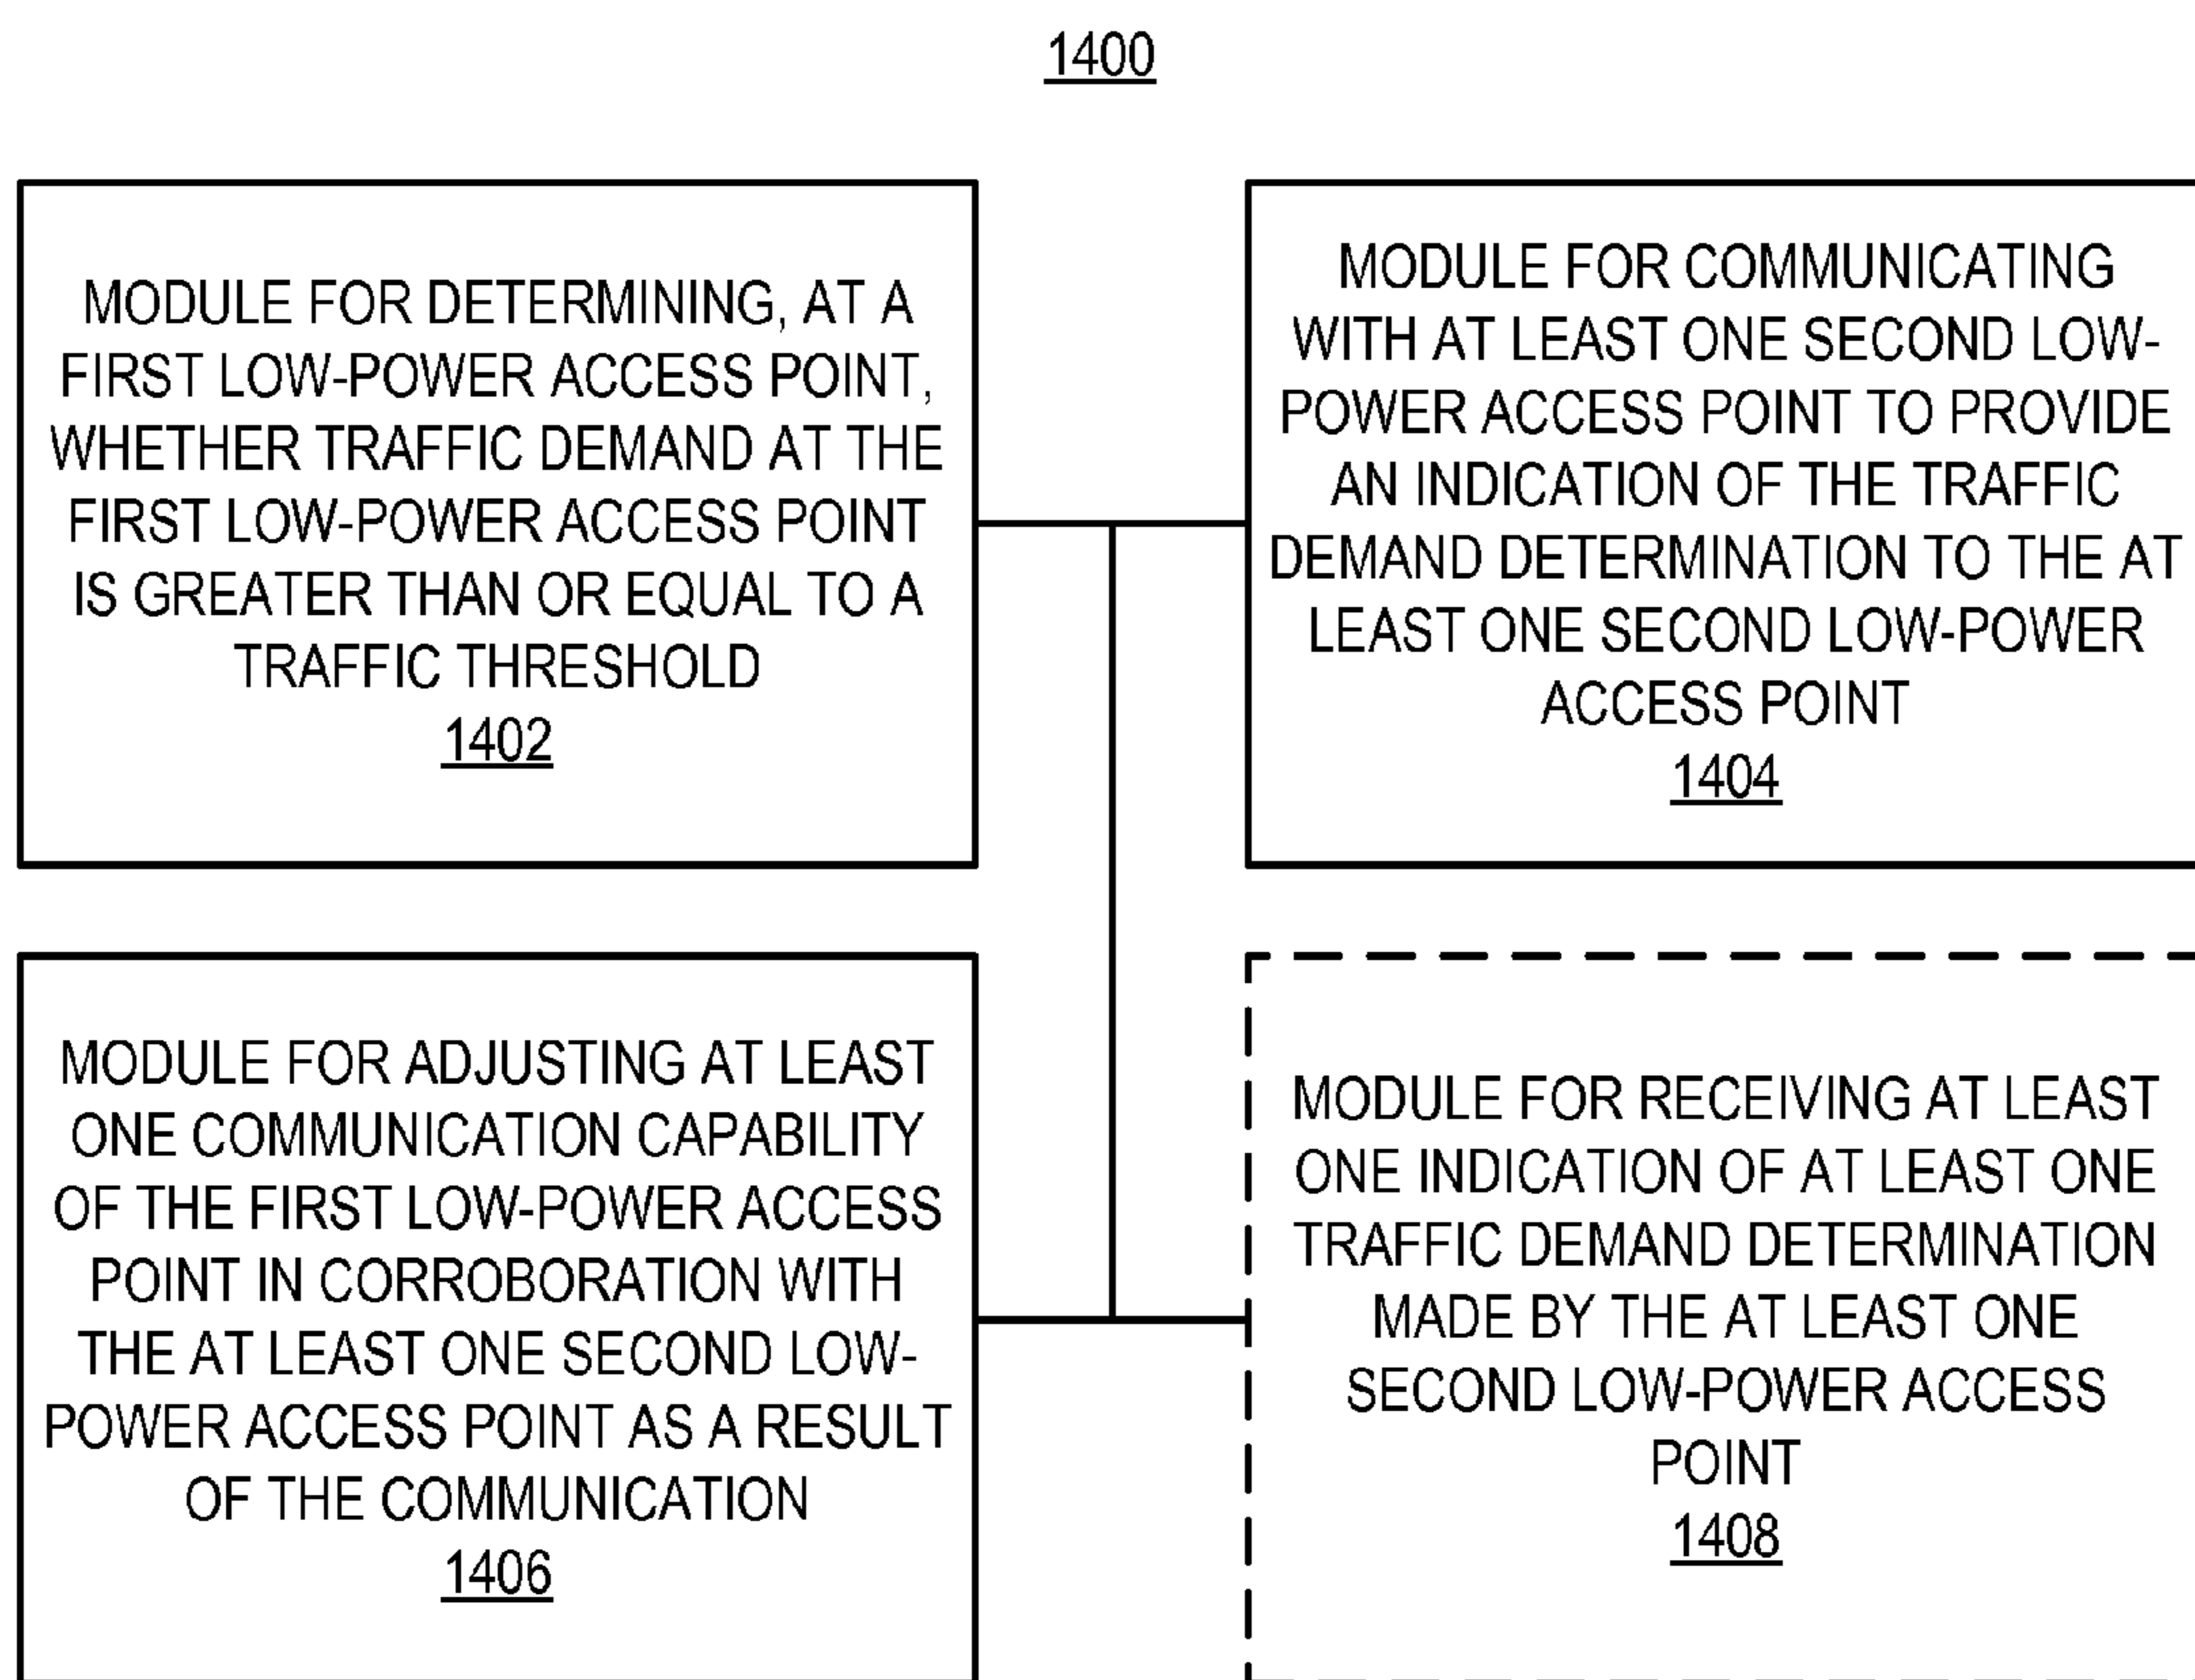 1400
MODULE FOR DETERMINING, AT A
FIRST LOW-POWER ACCESS POINT,
WHETHER TRAFFIC DEMAND AT THE
FIRST LOW-POWER ACCESS POINT
IS GREATER THAN OR EQUAL TO A
TRAFFIC THRESHOLD
1402
MODULE FOR COMMUNICATING
WITH AT LEAST ONE SECOND LOW-
POWER ACCESS POINT TO PROVIDE
AN INDICATION OF THE TRAFFIC
DEMAND DETERMINATION TO THE AT
LEAST ONE SECOND LOW-POWER
ACCESS POINT
1404
MODULE FOR ADJUSTING AT LEAST
ONE COMMUNICATION CAPABILITY
OF THE FIRST LOW-POWER ACCESS
POINT IN CORROBORATION WITH
THE AT LEAST ONE SECOND LOW-
POWER ACCESS POINT AS A RESULT
OF THE COMMUNICATION
1406
MODULE FOR RECEIVING AT LEAST
ONE INDICATION OF AT LEAST ONE
TRAFFIC DEMAND DETERMINATION
MADE BY THE AT LEAST ONE
SECOND LOW-POWER ACCESS
POINT
1408